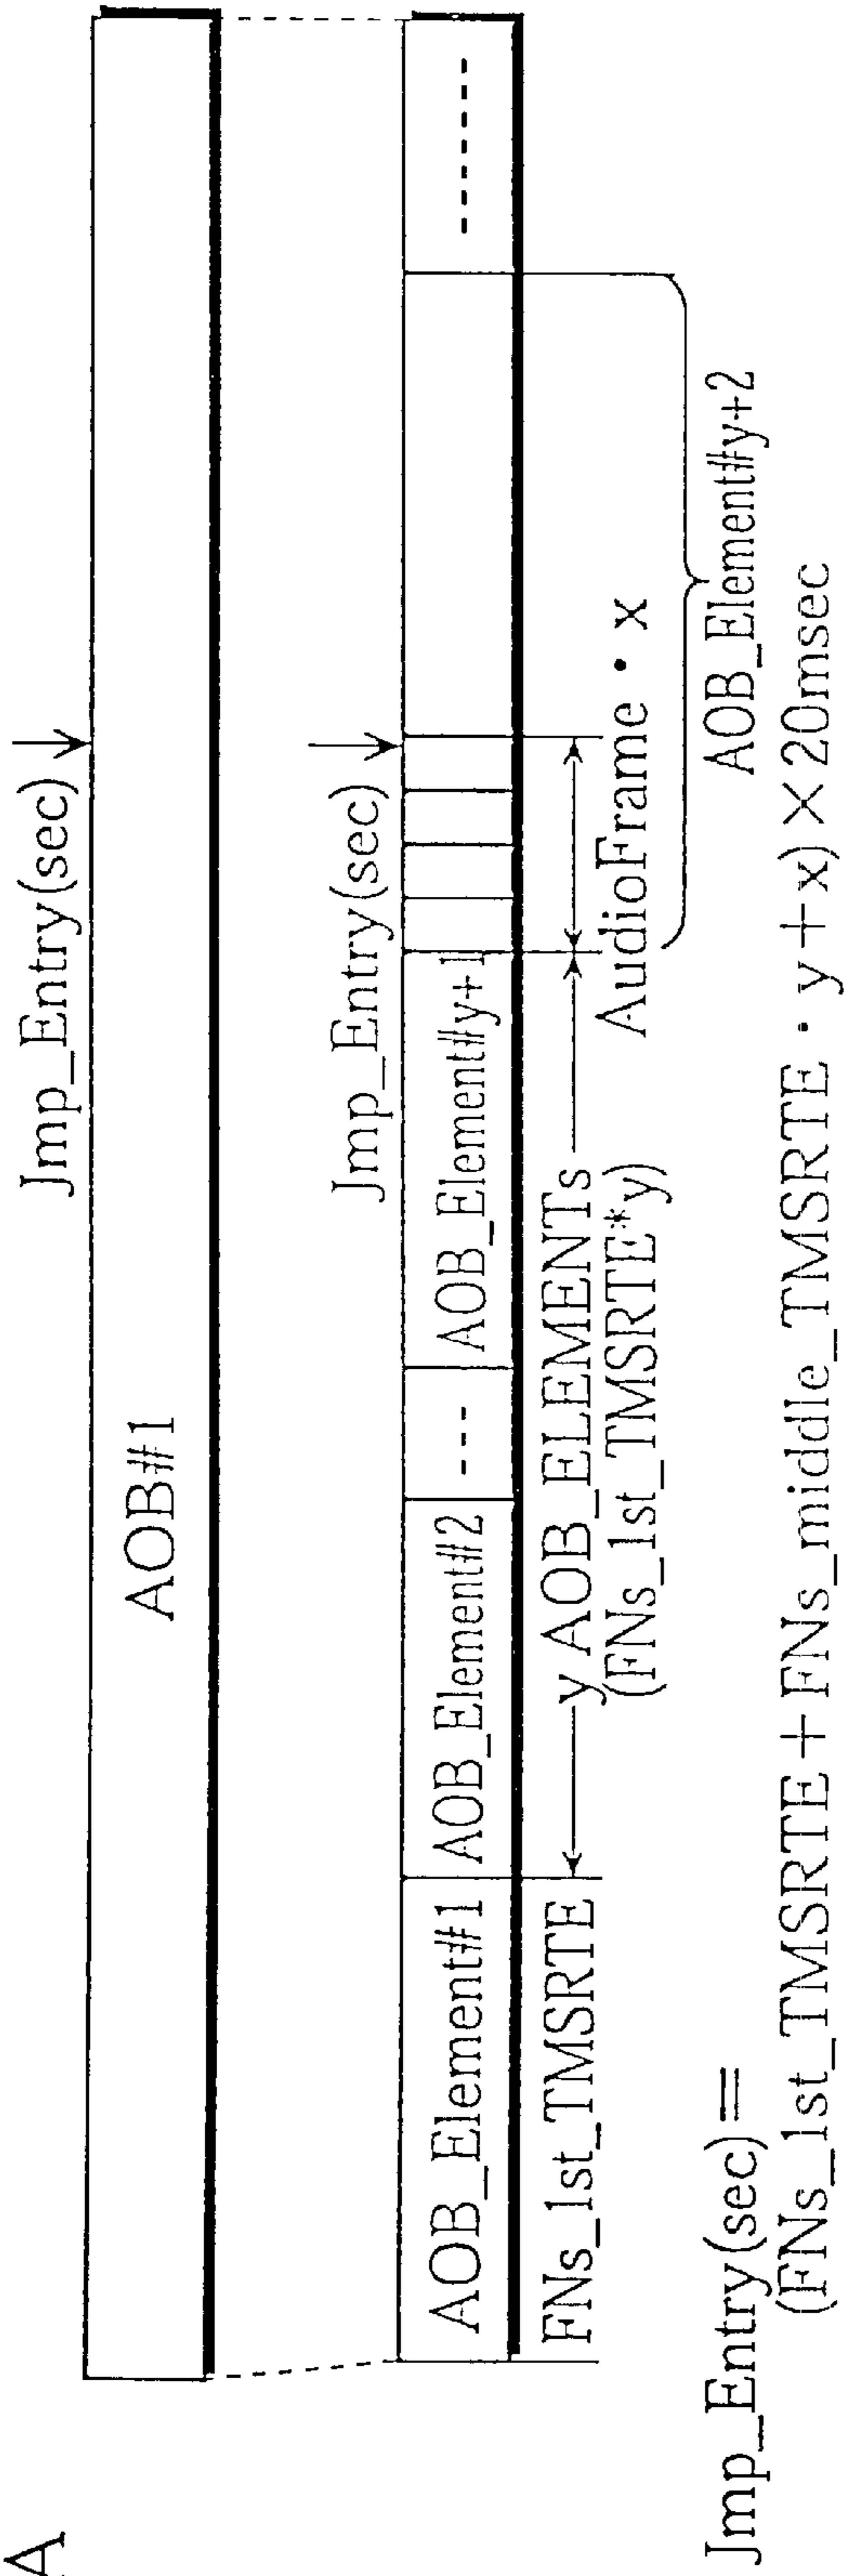 A
Jmp_Entry(sec)
AOB#1
Jmp_Entry(sec)
AOB_Element#1 AOB_Element#2 --- AOB_Element#y+1 ------
FNs_1st_TMSRTE
y AOB_ELEMENTs
(FNs_1st_TMSRTE*y)
AudioFrame・x
AOB_Element#y+2
Jmp_Entry(sec)=
(FNs_1st_TMSRTE+FNs_middle_TMSRTE・y+x)×20msec